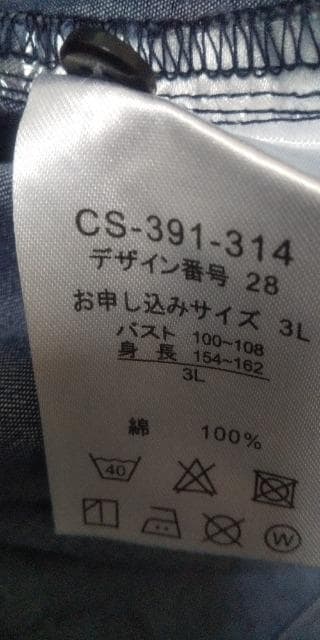 CS-391-314
デザイン番号 28
お申し込みサイズ 3L
バスト 100~108
身長 154~162
3L
綿 100%
40
W